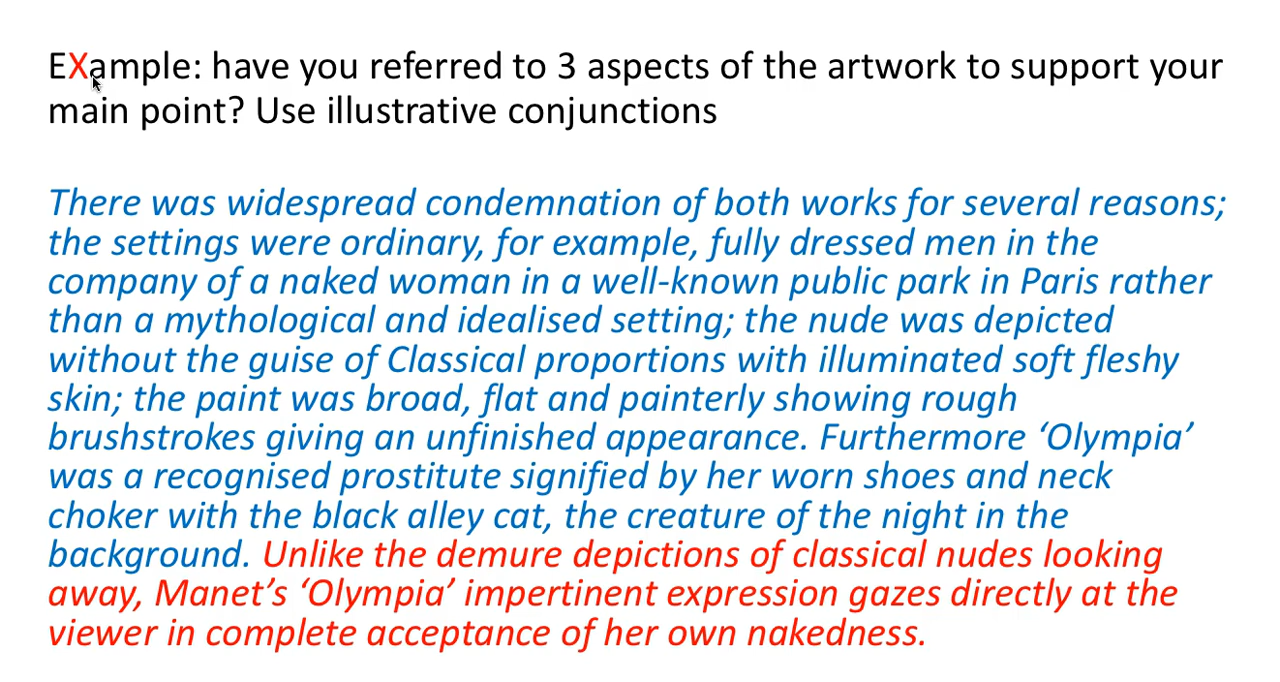 EXample: have you referred to 3 aspects of the artwork to support your
main point? Use illustrative conjunctions
There was widespread condemnation of both works for several reasons;
the settings were ordinary, for example, fully dressed men in the
company of a naked woman in a well-known public park in Paris rather
than a mythological and idealised setting; the nude was depicted
without the guise of Classical proportions with illuminated soft fleshy
skin; the paint was broad, flat and painterly showing rough
brushstrokes giving an unfinished appearance. Furthermore ‘Olympia’
was a recognised prostitute signified by her worn shoes and neck
choker with the black alley cat, the creature of the night in the
background. Unlike the demure depictions of classical nudes looking
away, Manet’s ‘Olympia’ impertinent expression gazes directly at the
viewer in complete acceptance of her own nakedness.